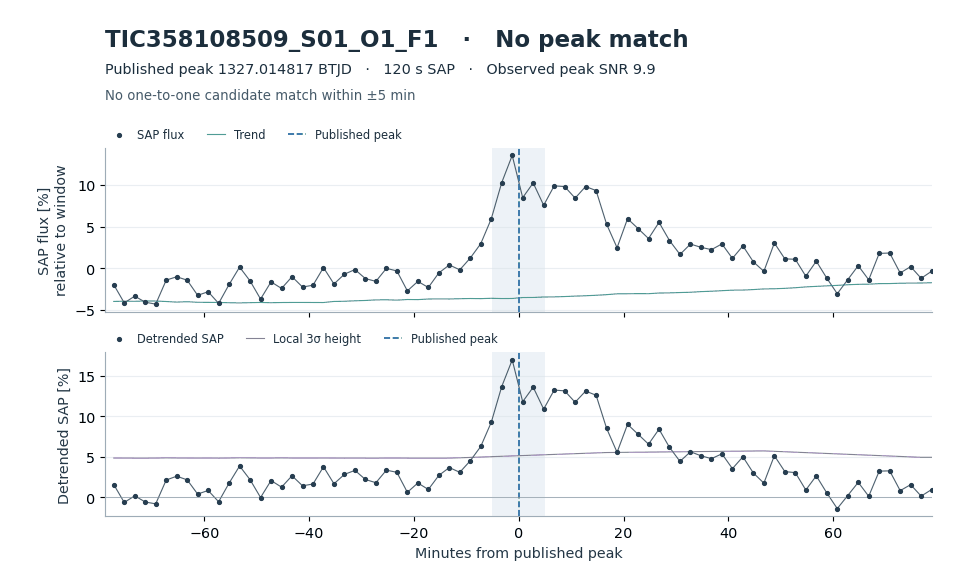 TIC358108509_S01_O1_F1 · No peak match
Published peak 1327.014817 BTJD · 120 s SAP · Observed peak SNR 9.9
No one-to-one candidate match within ±5 min
SAP flux Trend Published peak
SAP flux [%]
relative to window
10
5
0
−5
Detrended SAP Local 3σ height Published peak
Detrended SAP [%]
15
10
5
0
−60 −40 −20 0 20 40 60
Minutes from published peak